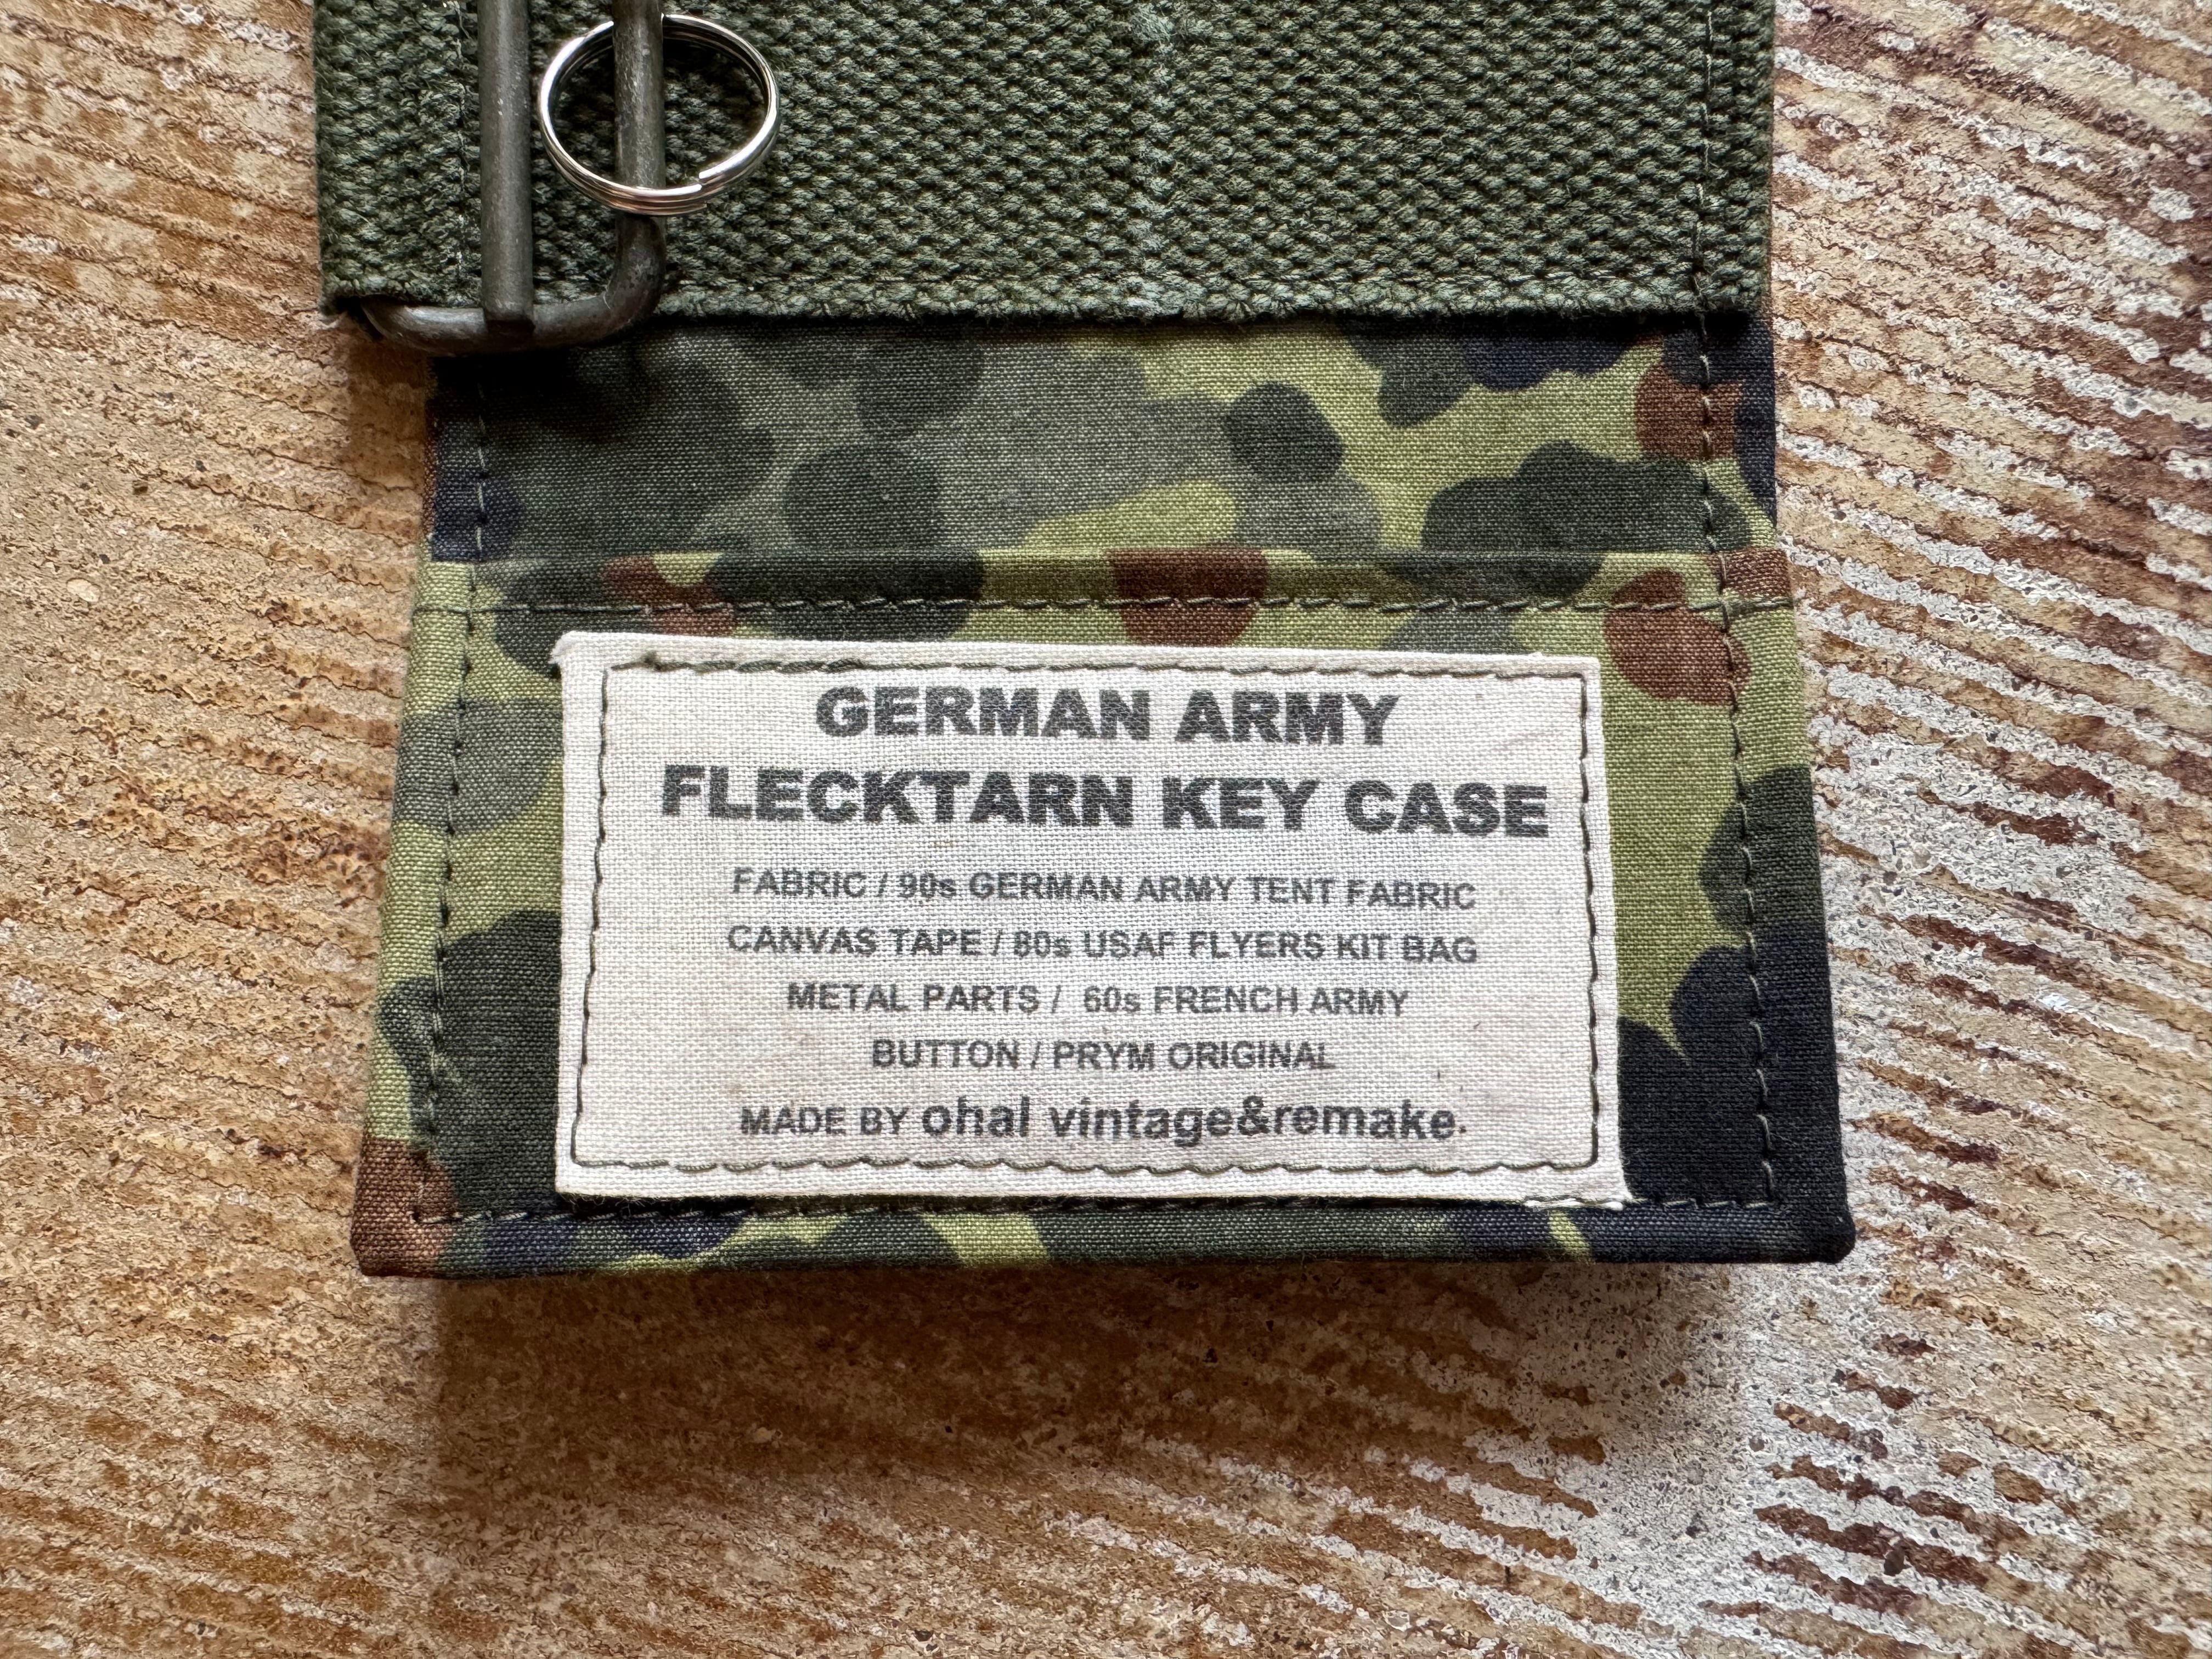 GERMAN ARMY
FLECKTARN KEY CASE
FABRIC / 90s GERMAN ARMY TENT FABRIC
CANVAS TAPE / 80s USAF FLYERS KIT BAG
METAL PARTS / 60s FRENCH ARMY
BUTTON / PRYM ORIGINAL
MADE BY ohal vintage&remake.